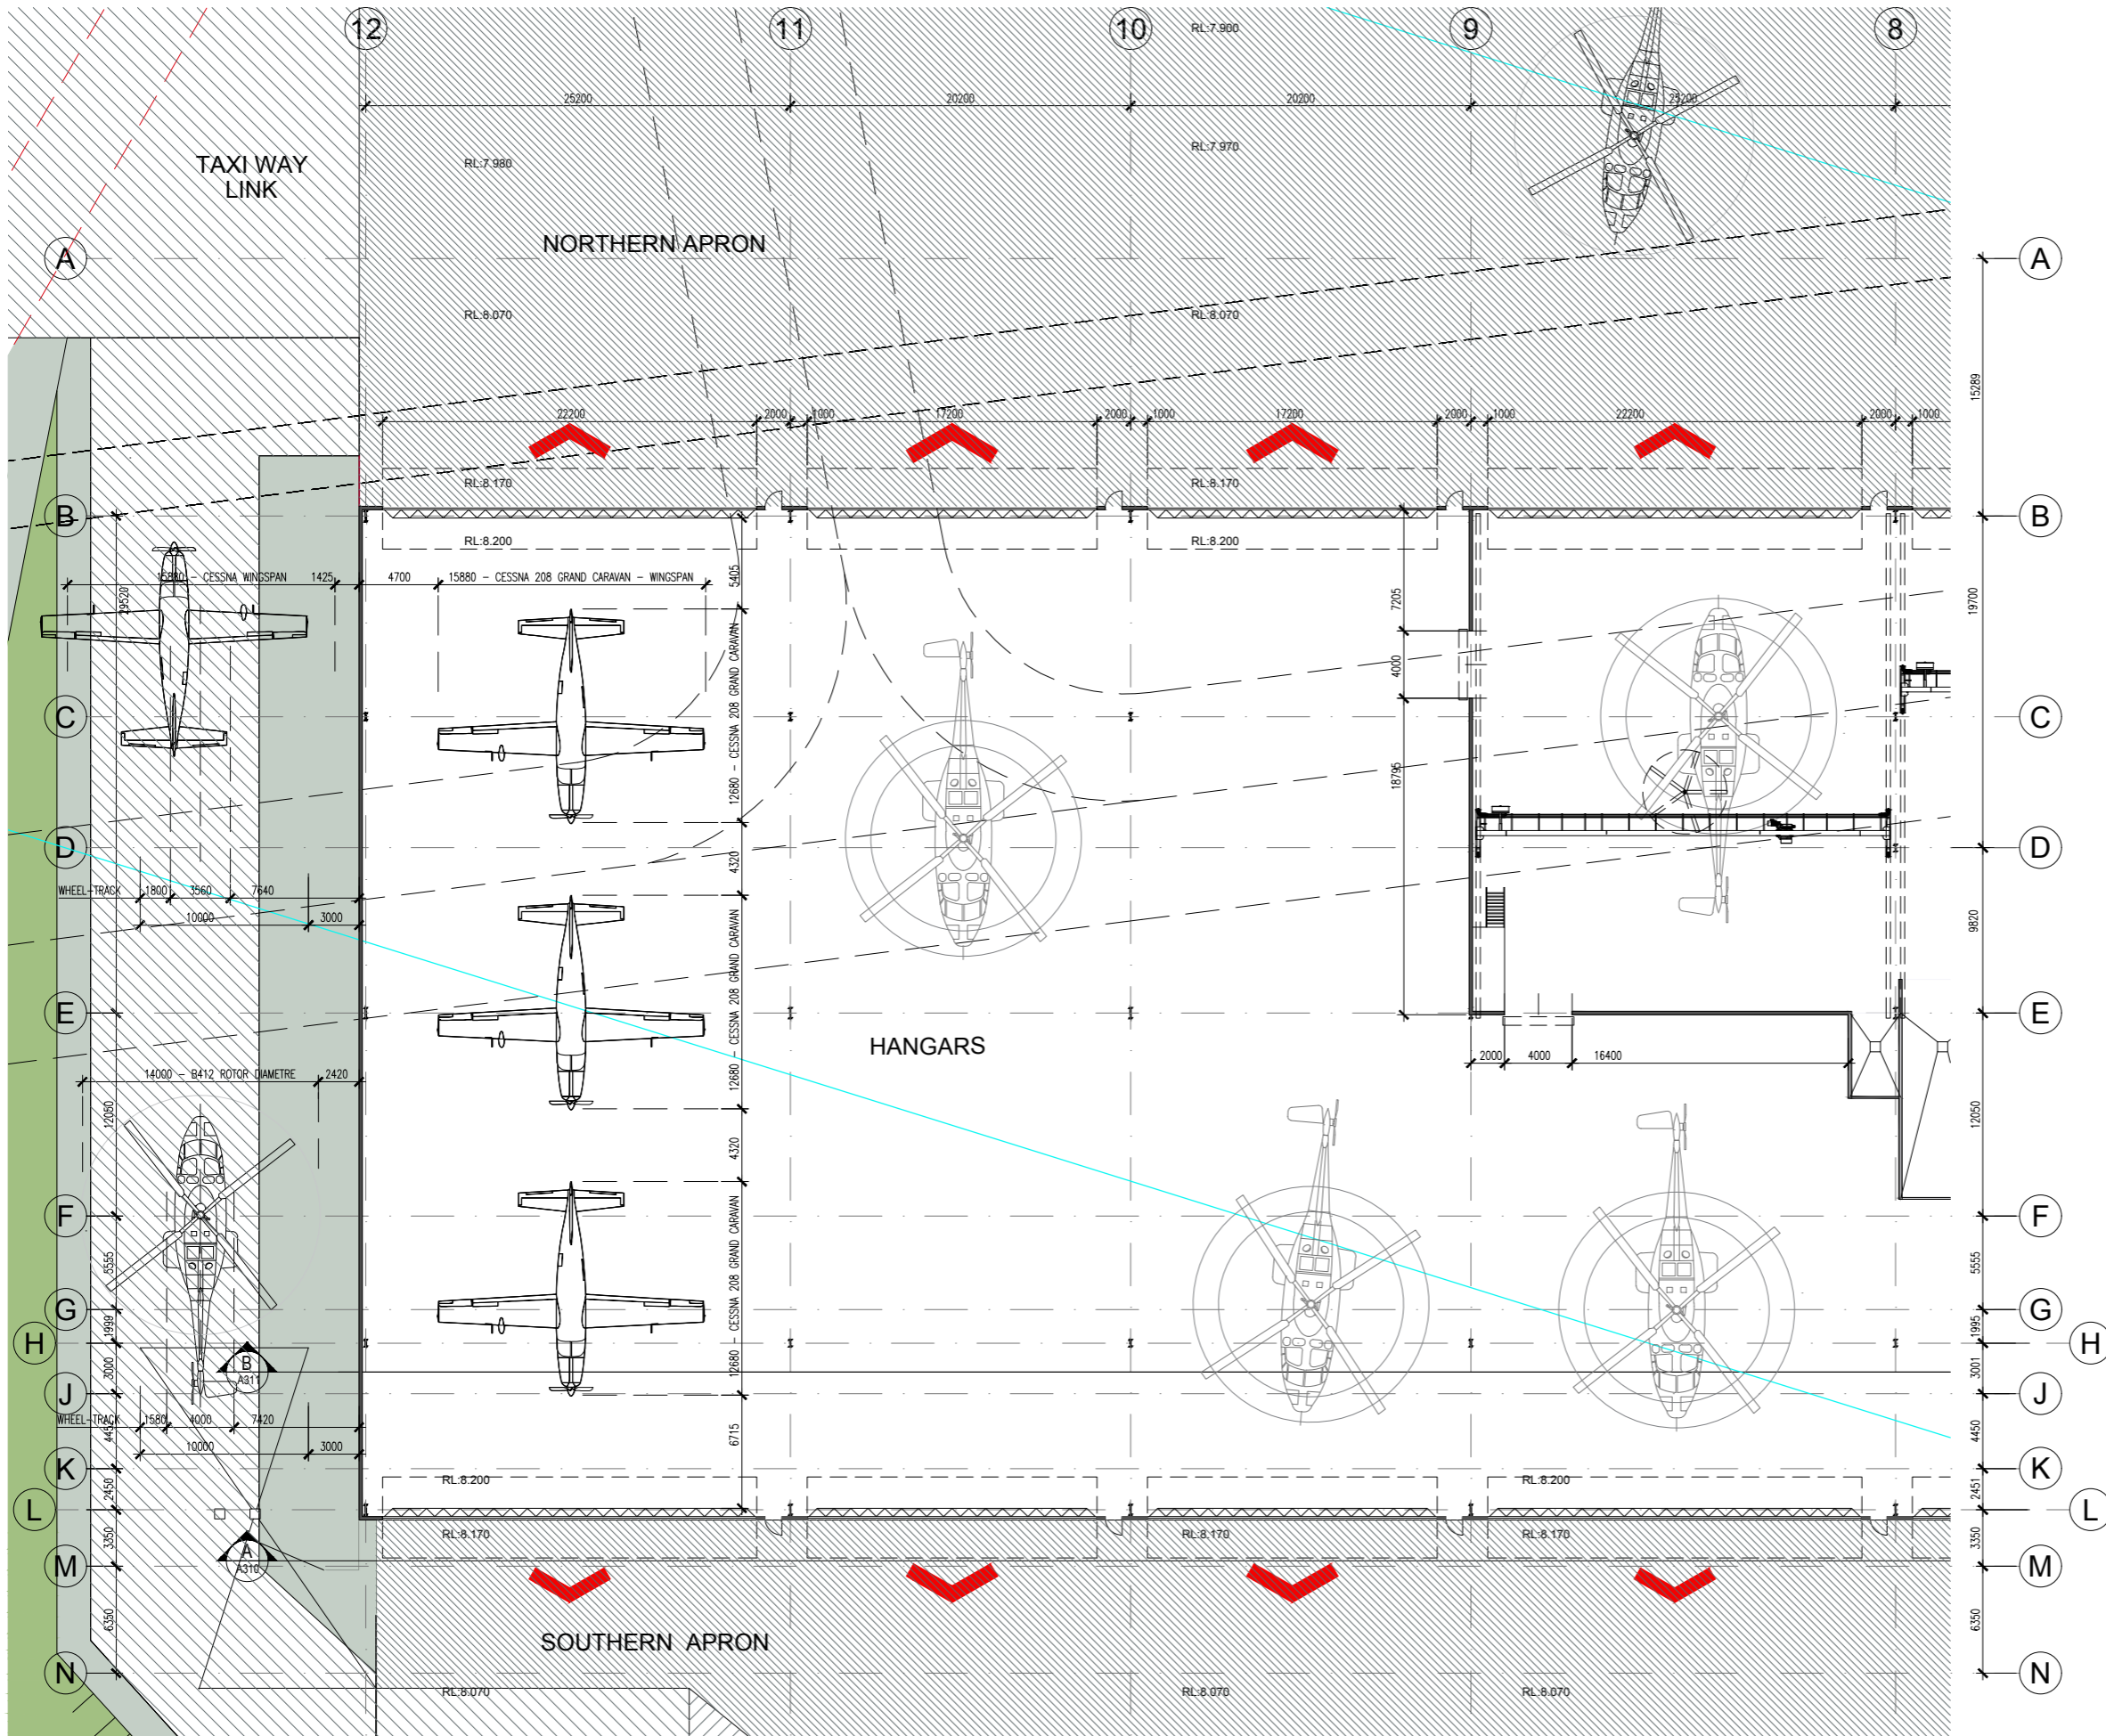 12
11
10
9
8
RL:7.900
25200
20200
20200
25200
TAXI WAY
LINK
RL:7.980
RL:7.970
NORTHERN APRON
A
A
RL:8.070
RL:8.070
15289
22200
2000
1000
17200
2000
1000
17200
2000
1000
22200
2000
1000
RL:8.170
RL:8.170
B
B
RL:8.200
RL:8.200
15880 - CESSNA WINGSPAN
1425
4700
15880 - CESSNA 208 GRAND CARAVAN - WINGSPAN
5405
29520
7205
19700
4000
12680 - CESSNA 208 GRAND CARAVAN
C
C
18795
D
D
4320
WHEEL-TRACK
1800
3560
7640
10000
3000
9820
12680 - CESSNA 208 GRAND CARAVAN
E
E
HANGARS
2000
4000
16400
14000 - B412 ROTOR DIAMETRE
2420
12050
12050
4320
F
F
5555
5555
12680 - CESSNA 208 GRAND CARAVAN
G
G
1999
1995
H
H
B
A311
3000
3001
J
J
WHEEL-TRACK
1580
4000
7420
4452
4450
6715
10000
3000
K
K
RL:8.200
RL:8.200
2450
2451
L
L
RL:8.170
RL:8.170
RL:8.170
3350
3350
A
A310
M
M
6350
6350
SOUTHERN APRON
N
N
RL:8.070
RL:8.070
RL:8.070